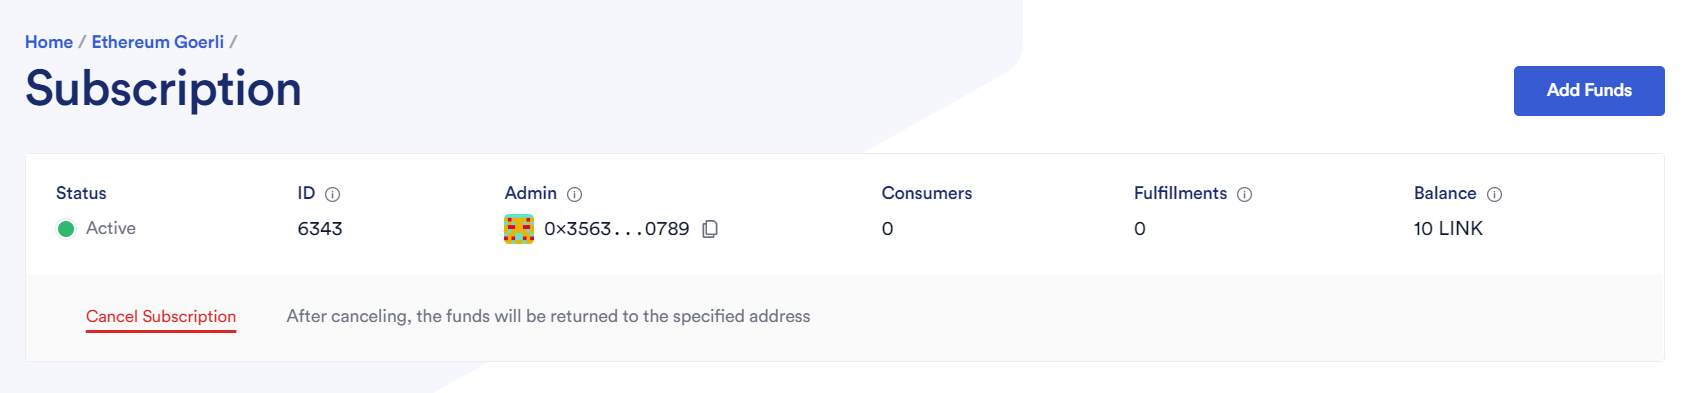 Home / Ethereum Goerli /
Subscription
Add Funds
Status ID Admin Consumers Fulfillments Balance
Active 6343 0x3563...0789 0 0 10 LINK
Cancel Subscription After canceling, the funds will be returned to the specified address